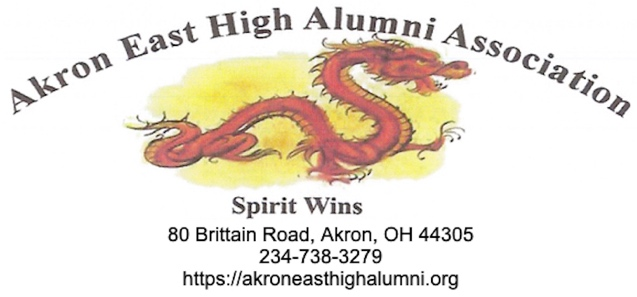 Akron East High Alumni Association
Spirit Wins
80 Brittain Road, Akron, OH 44305
234-738-3279
https://akroneasthighalumni.org